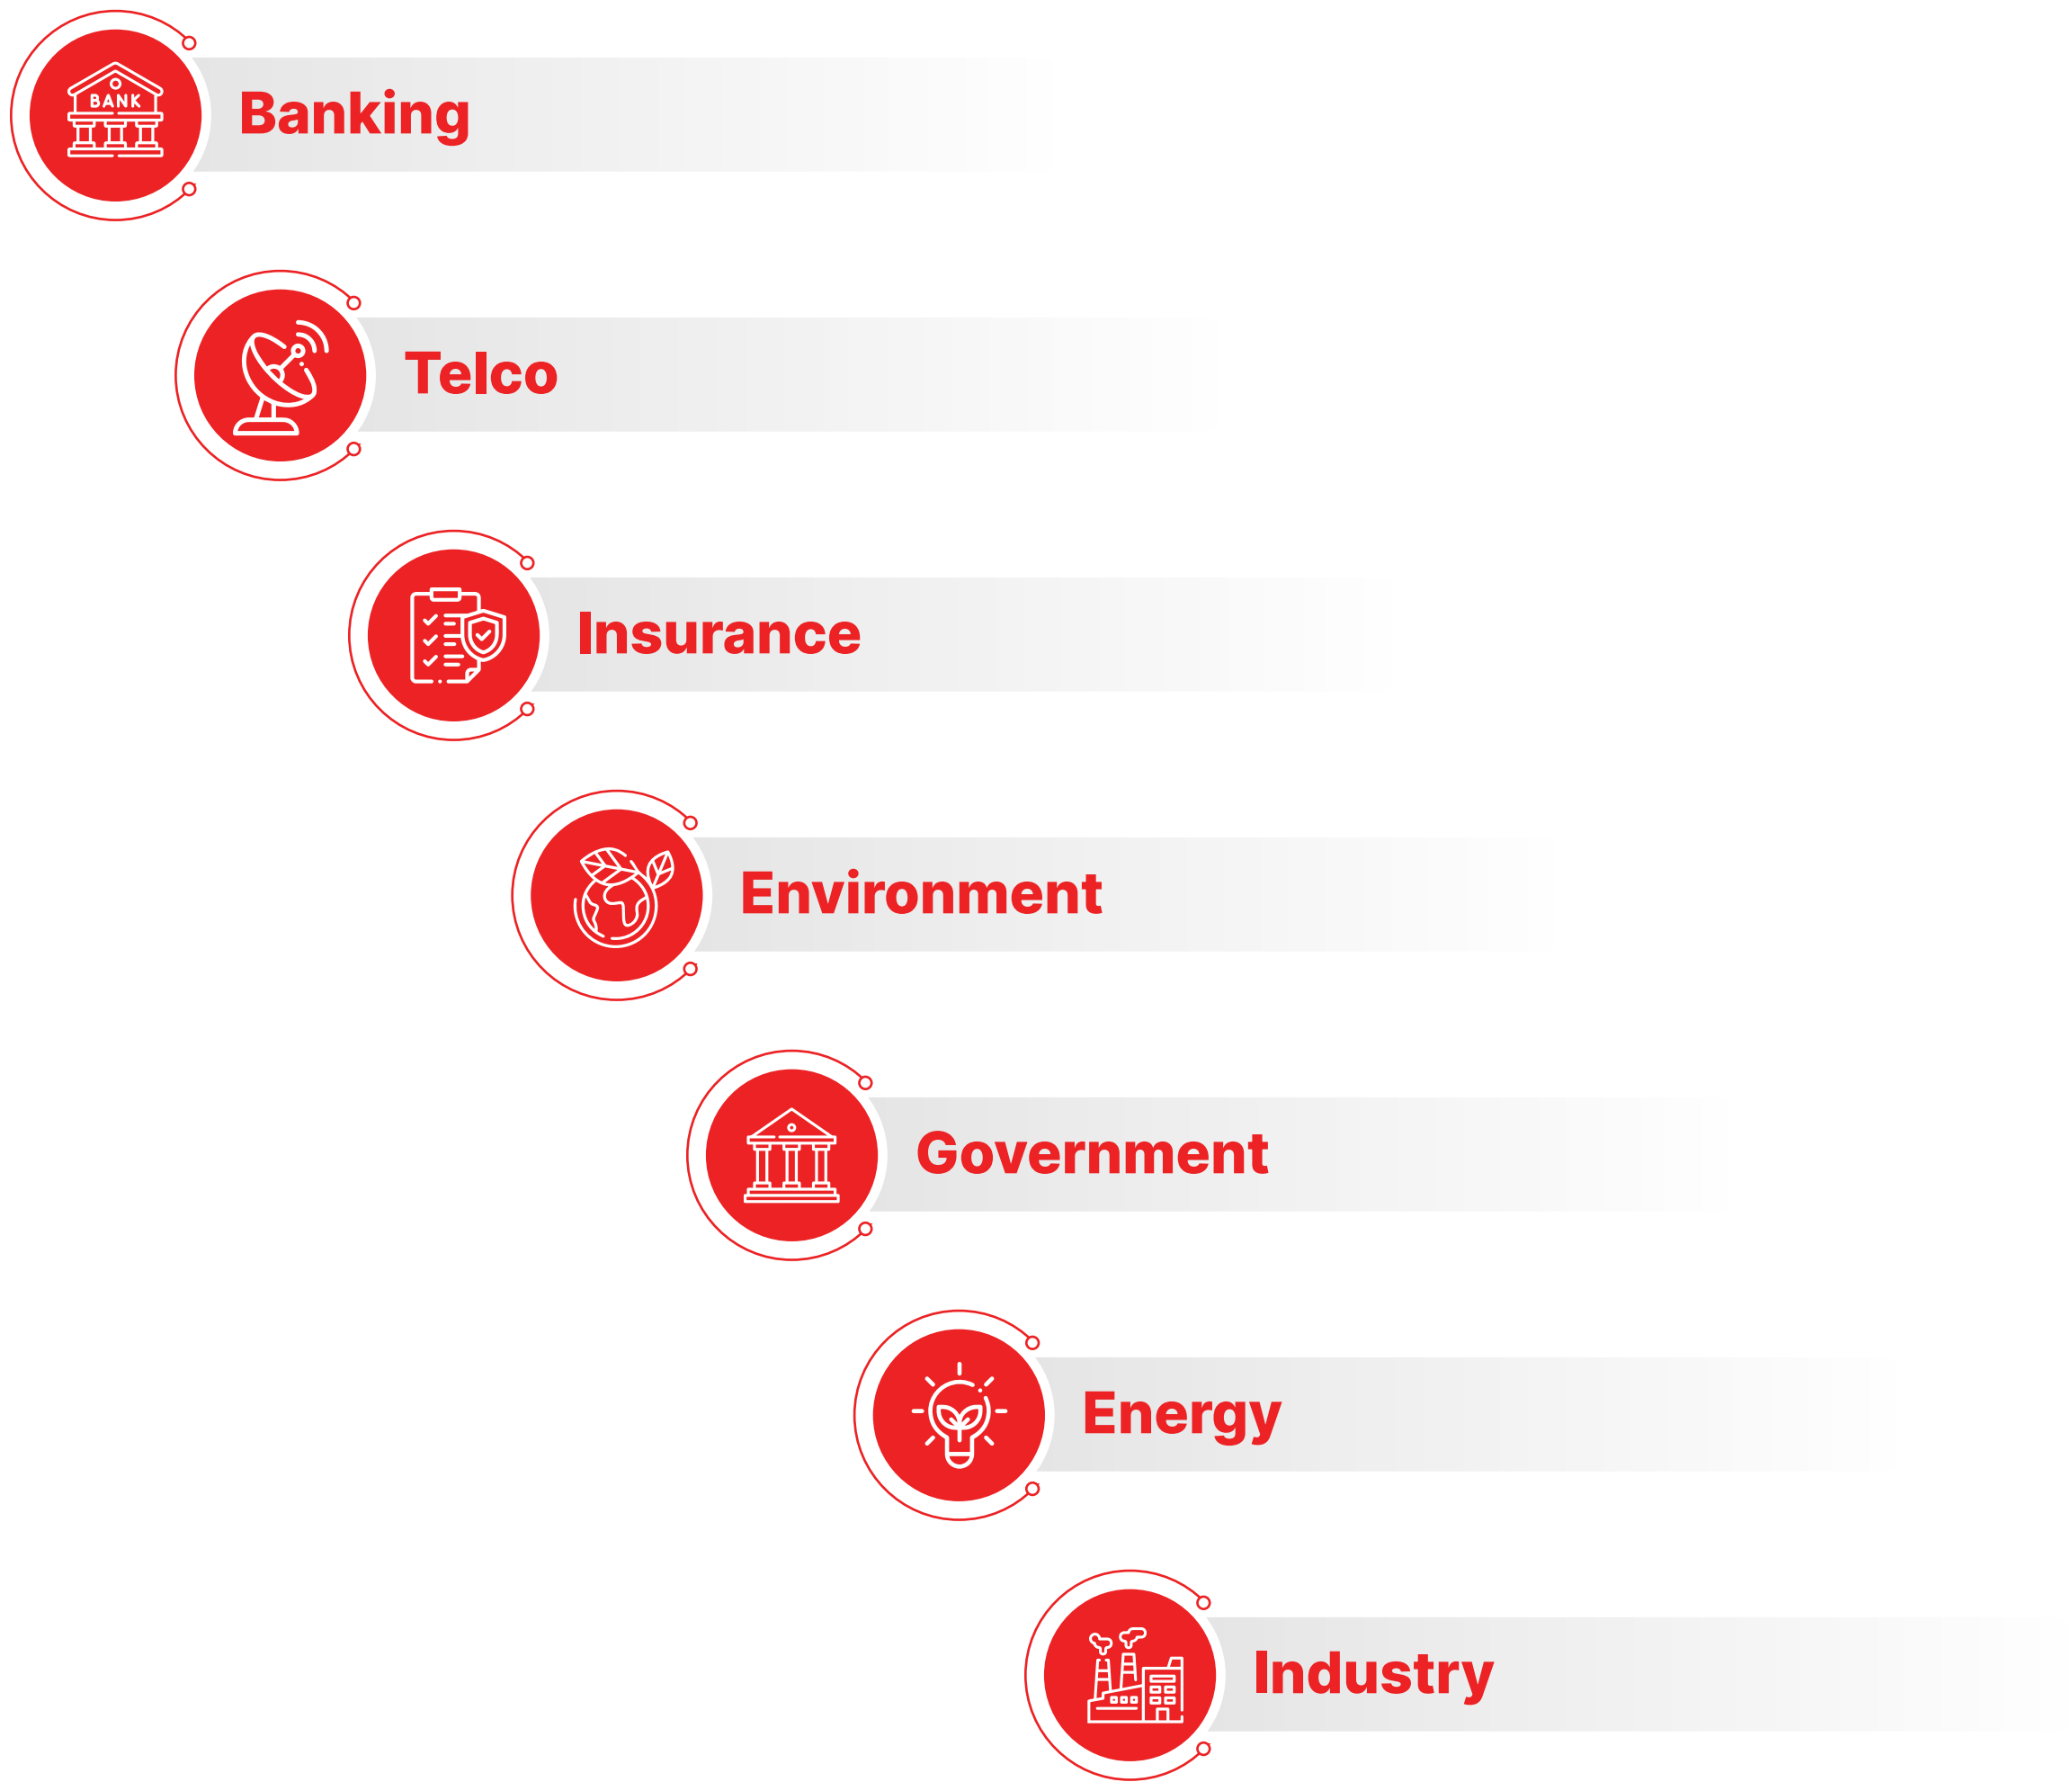 BANK
Banking
Telco
Insurance
Environment
Government
Energy
Industry